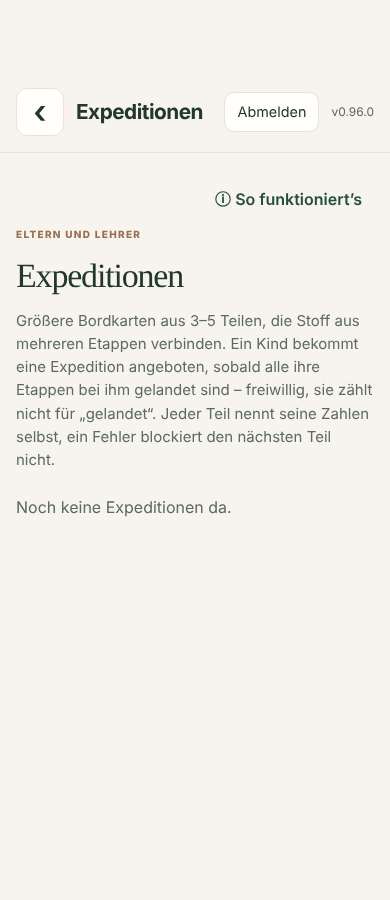 Expeditionen
Abmelden
v0.96.0
ⓘ So funktioniert’s
ELTERN UND LEHRER
Expeditionen
Größere Bordkarten aus 3–5 Teilen, die Stoff aus
mehreren Etappen verbinden. Ein Kind bekommt
eine Expedition angeboten, sobald alle ihre
Etappen bei ihm gelandet sind – freiwillig, sie zählt
nicht für „gelandet“. Jeder Teil nennt seine Zahlen
selbst, ein Fehler blockiert den nächsten Teil
nicht.
Noch keine Expeditionen da.